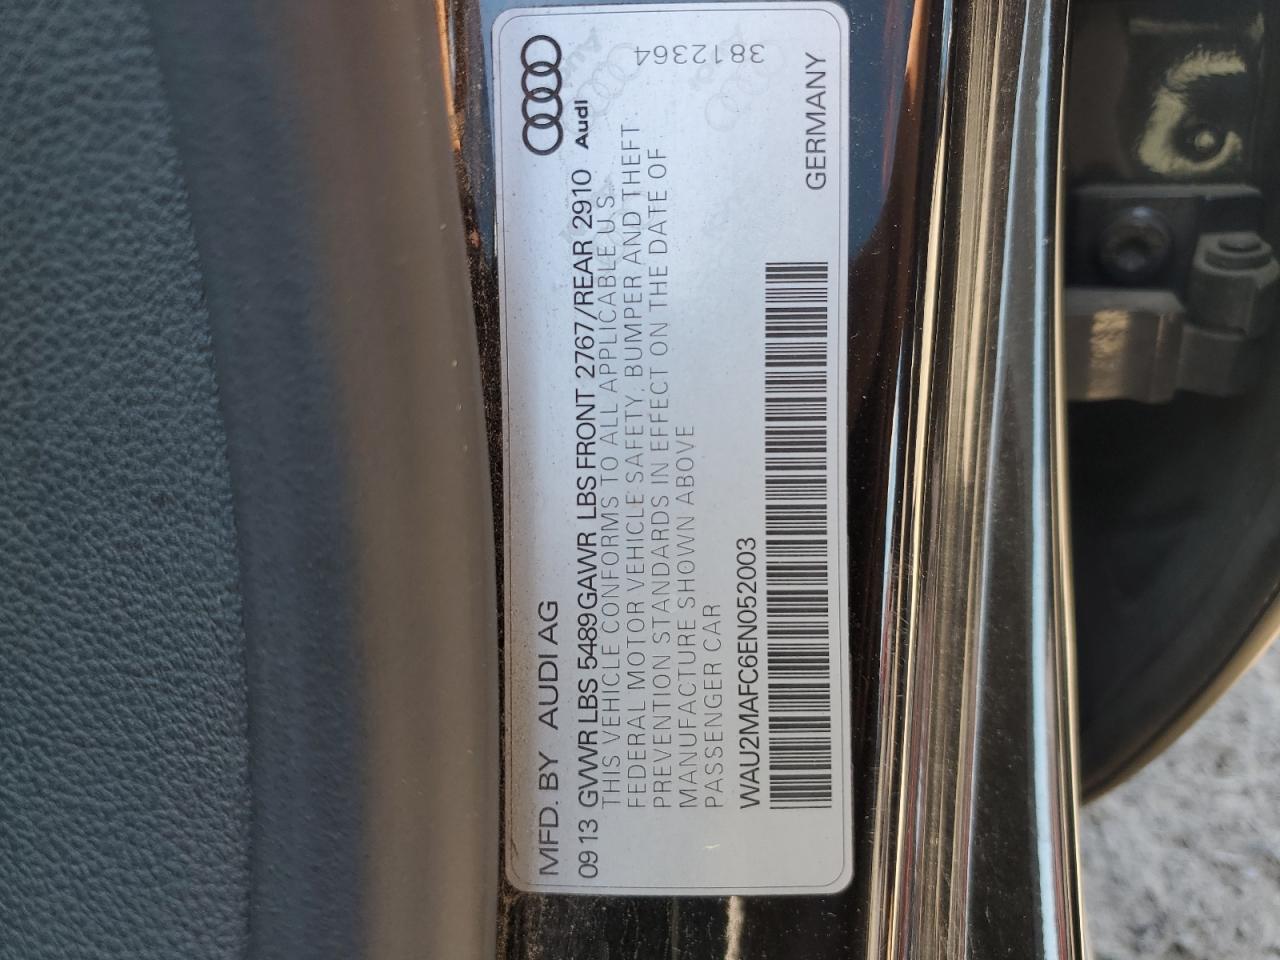 MFD. BY AUDI AG
Audi
09 13 GVWR LBS 5489 GAWR LBS FRONT 2767/REAR 2910
THIS VEHICLE CONFORMS TO ALL APPLICABLE U.S.
FEDERAL MOTOR VEHICLE SAFETY, BUMPER AND THEFT
PREVENTION STANDARDS IN EFFECT ON THE DATE OF
MANUFACTURE SHOWN ABOVE
PASSENGER CAR
WAU2MAFC6EN052003
GERMANY
3812364